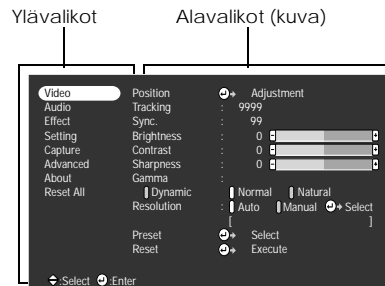 Ylävalikot Alavalikot (kuva)
Video Position Adjustment
Audio Tracking : 9999
Effect Sync. : 99
Setting Brightness : 0
Capture Contrast : 0
Advanced Sharpness : 0
About Gamma :
Reset All Dynamic Normal Natural
Resolution : Auto Manual Select
[ ]
Preset Select
Reset Execute
:Select :Enter